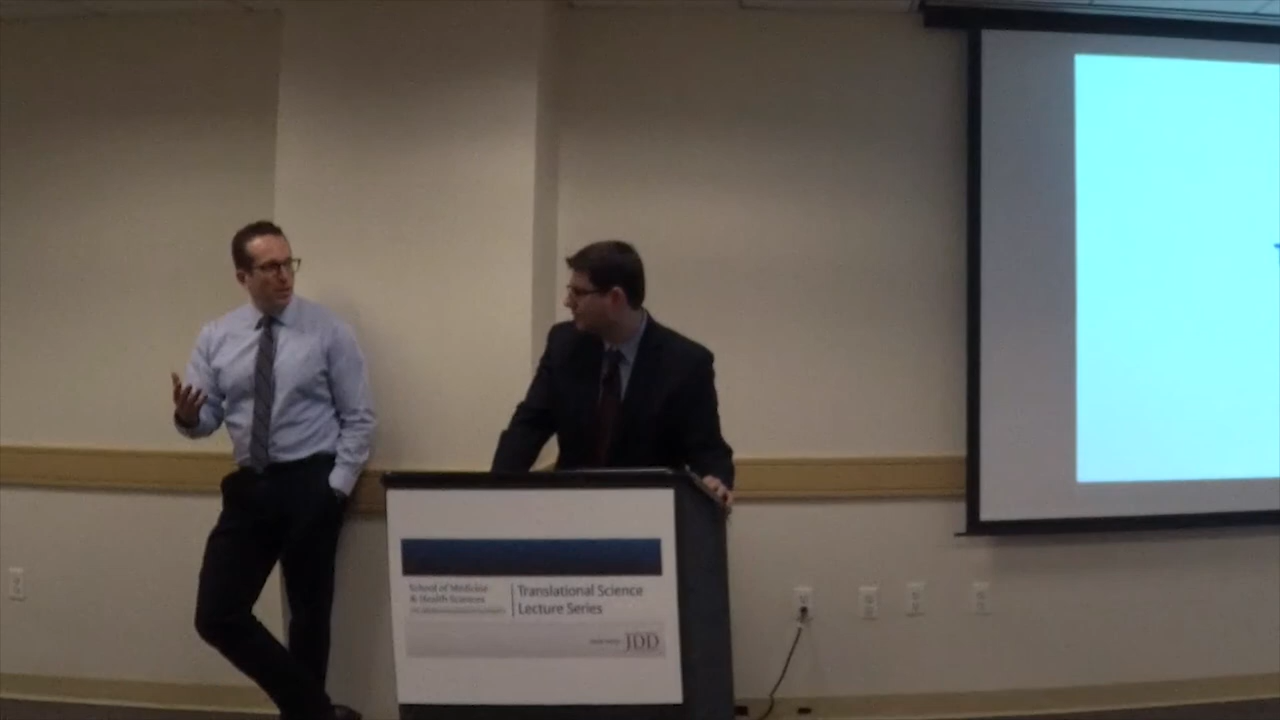 School of Medicine
& Health Sciences
Translational Science
Lecture Series
JDD